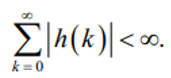 ∞
∑|h(k)| < ∞.
k = 0